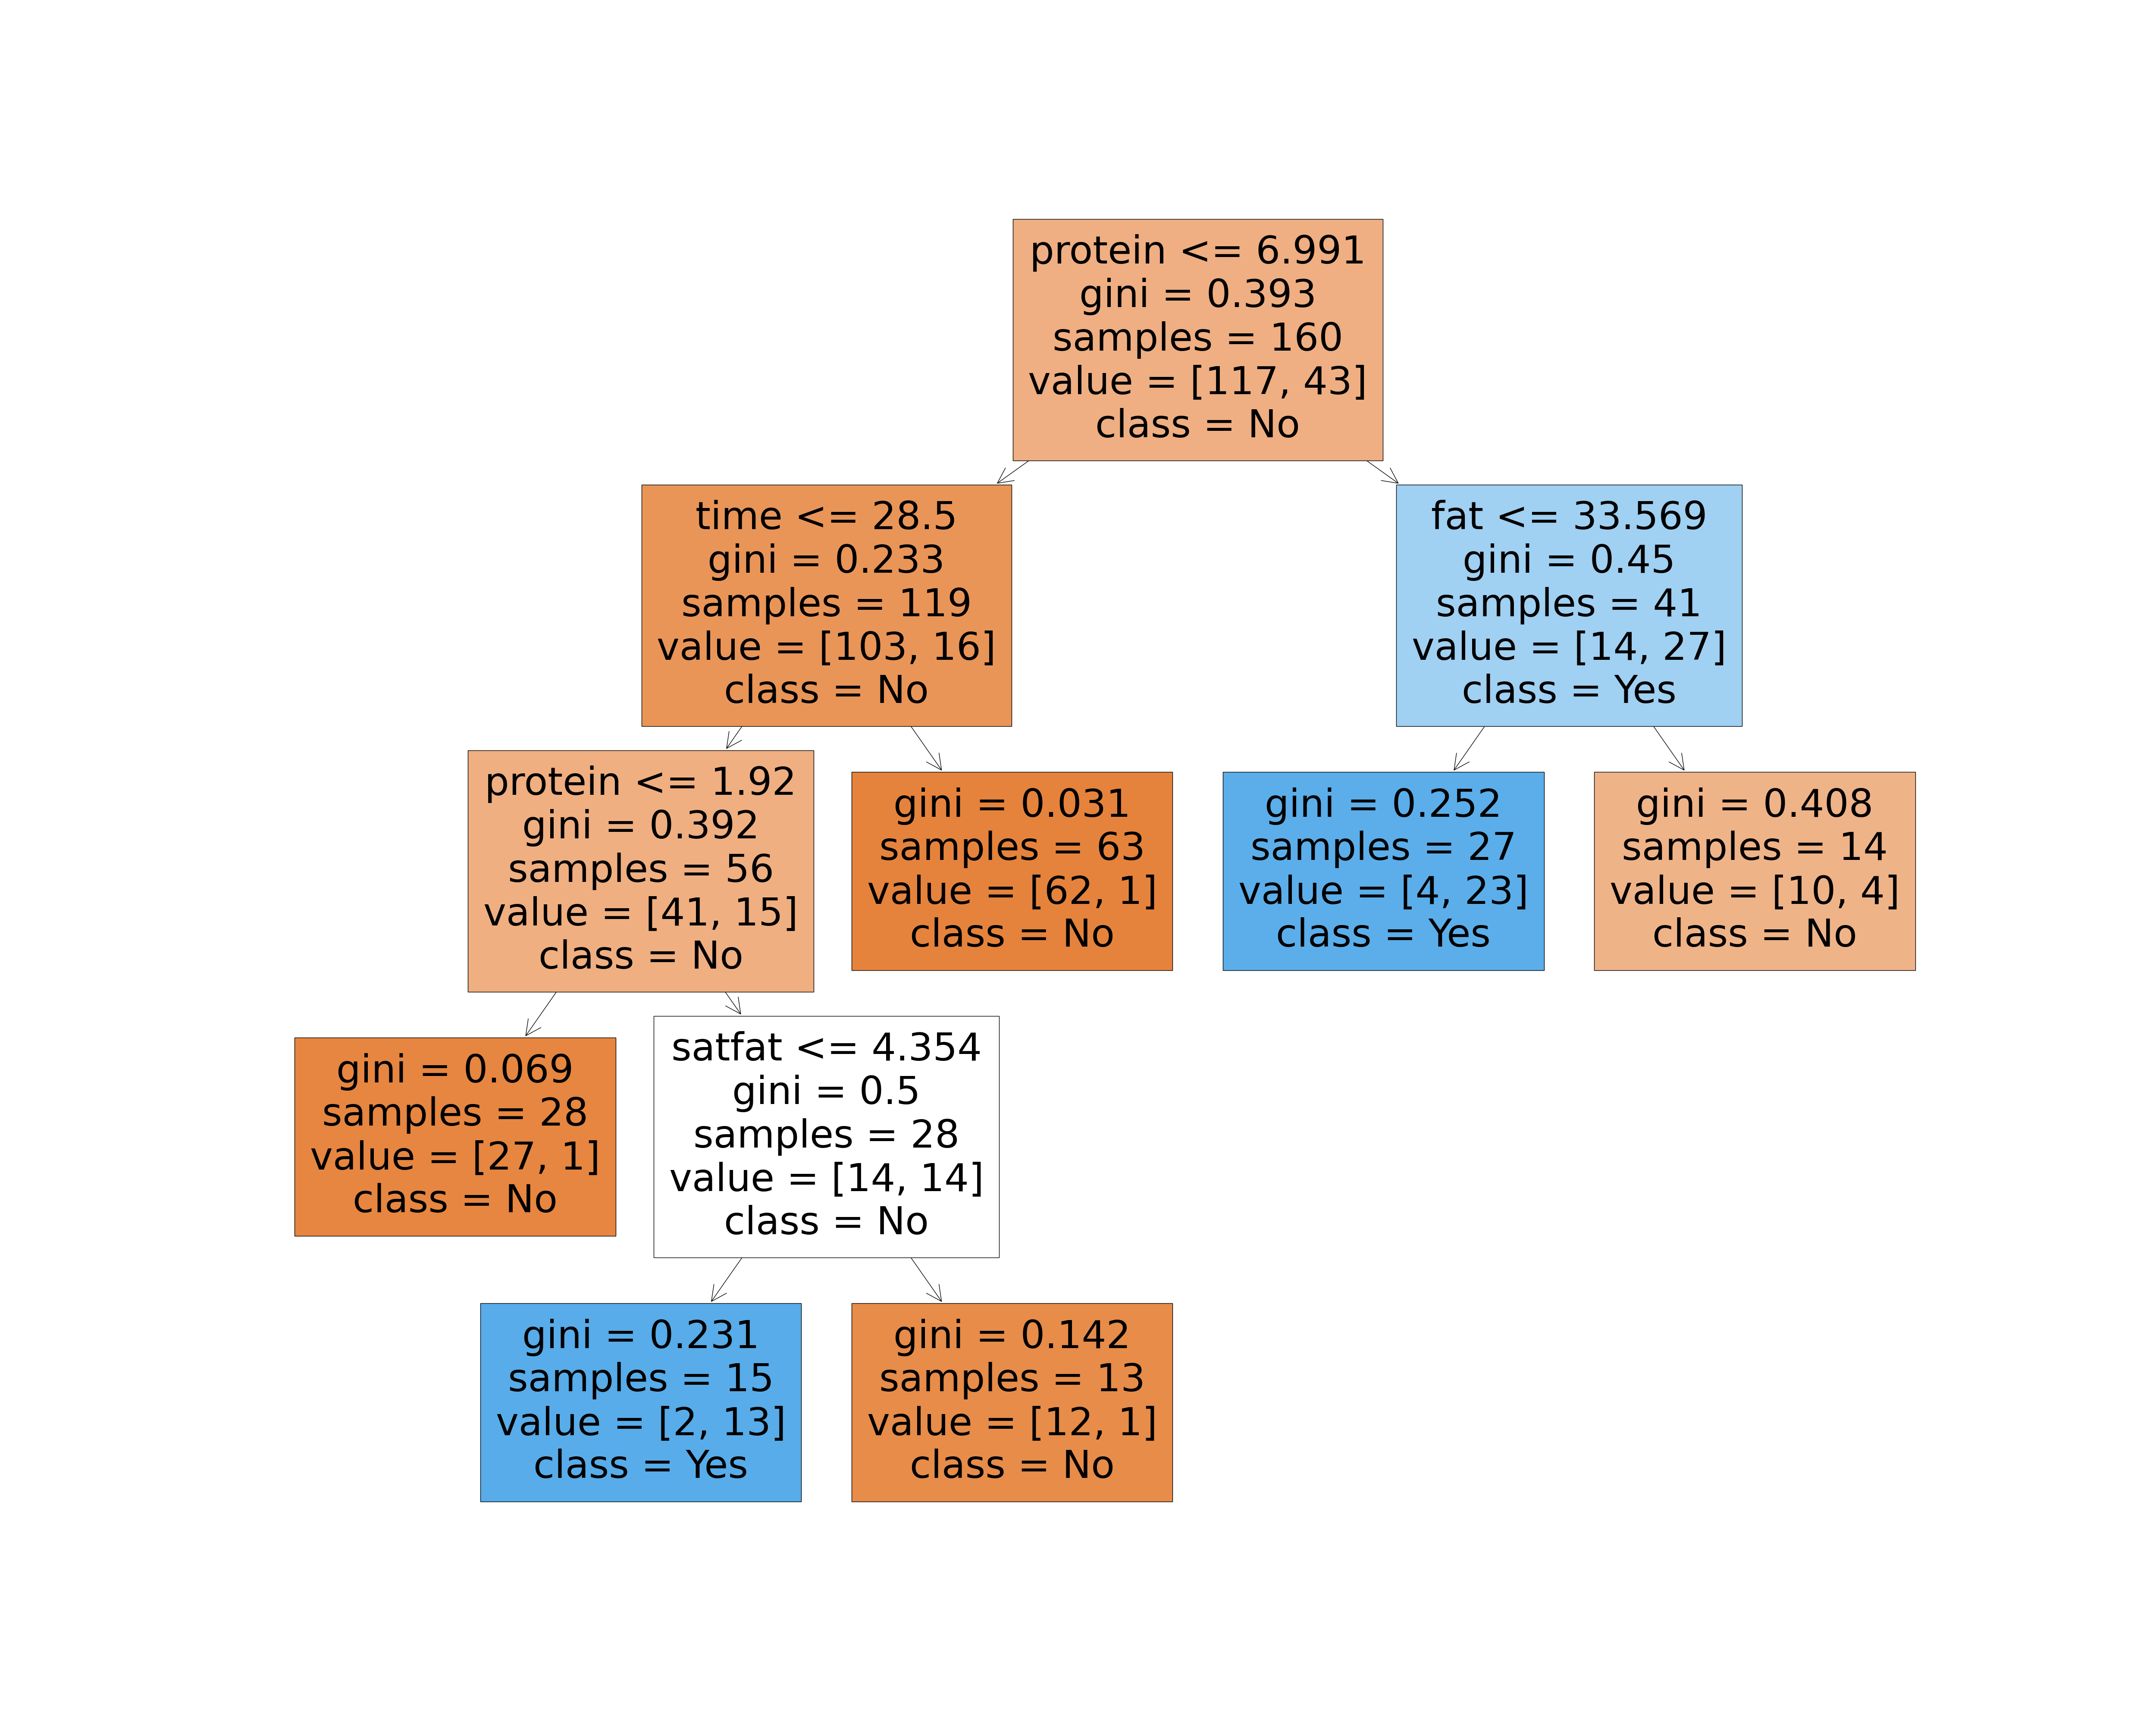 protein <= 6.991
gini = 0.393
samples = 160
value = [117, 43]
class = No
time <= 28.5
gini = 0.233
samples = 119
value = [103, 16]
class = No
fat <= 33.569
gini = 0.45
samples = 41
value = [14, 27]
class = Yes
protein <= 1.92
gini = 0.392
samples = 56
value = [41, 15]
class = No
gini = 0.031
samples = 63
value = [62, 1]
class = No
gini = 0.252
samples = 27
value = [4, 23]
class = Yes
gini = 0.408
samples = 14
value = [10, 4]
class = No
gini = 0.069
samples = 28
value = [27, 1]
class = No
satfat <= 4.354
gini = 0.5
samples = 28
value = [14, 14]
class = No
gini = 0.231
samples = 15
value = [2, 13]
class = Yes
gini = 0.142
samples = 13
value = [12, 1]
class = No